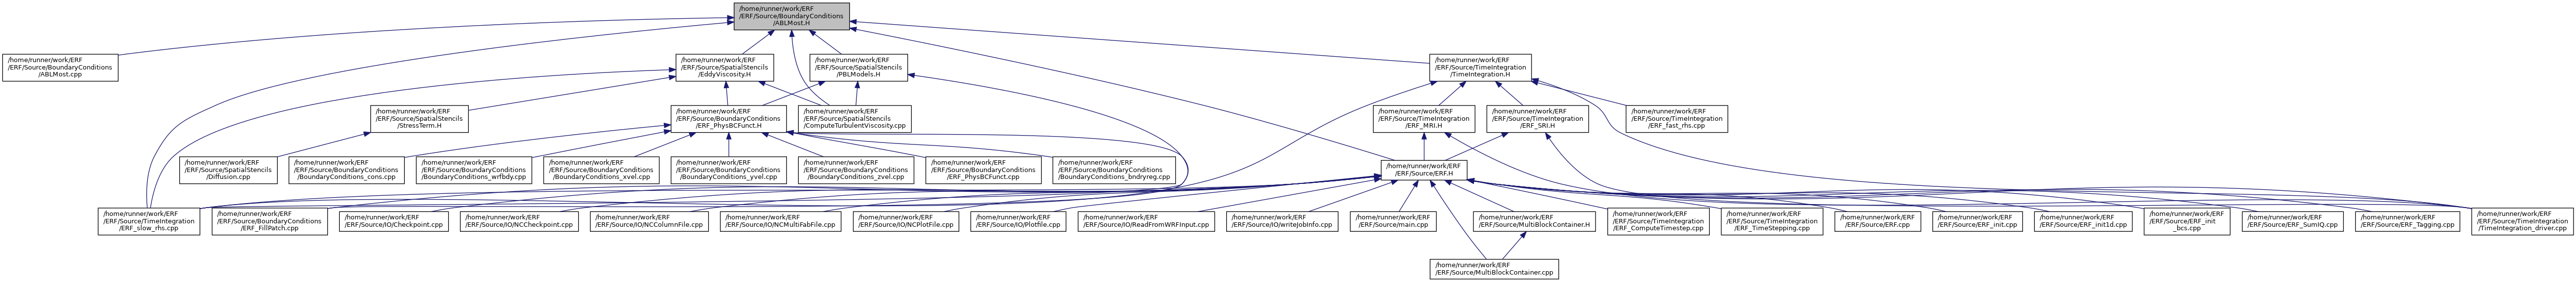 /home/runner/work/ERF
/ERF/Source/BoundaryConditions
/ABLMost.H
/home/runner/work/ERF
/ERF/Source/BoundaryConditions
/ABLMost.cpp
/home/runner/work/ERF
/ERF/Source/SpatialStencils
/EddyViscosity.H
/home/runner/work/ERF
/ERF/Source/SpatialStencils
/PBLModels.H
/home/runner/work/ERF
/ERF/Source/TimeIntegration
/TimeIntegration.H
/home/runner/work/ERF
/ERF/Source/SpatialStencils
/StressTerm.H
/home/runner/work/ERF
/ERF/Source/BoundaryConditions
/ERF_PhysBCFunct.H
/home/runner/work/ERF
/ERF/Source/SpatialStencils
/ComputeTurbulentViscosity.cpp
/home/runner/work/ERF
/ERF/Source/TimeIntegration
/ERF_MRI.H
/home/runner/work/ERF
/ERF/Source/TimeIntegration
/ERF_SRI.H
/home/runner/work/ERF
/ERF/Source/TimeIntegration
/ERF_fast_rhs.cpp
/home/runner/work/ERF
/ERF/Source/SpatialStencils
/Diffusion.cpp
/home/runner/work/ERF
/ERF/Source/BoundaryConditions
/BoundaryConditions_cons.cpp
/home/runner/work/ERF
/ERF/Source/BoundaryConditions
/BoundaryConditions_wrfbdy.cpp
/home/runner/work/ERF
/ERF/Source/BoundaryConditions
/BoundaryConditions_xvel.cpp
/home/runner/work/ERF
/ERF/Source/BoundaryConditions
/BoundaryConditions_yvel.cpp
/home/runner/work/ERF
/ERF/Source/BoundaryConditions
/BoundaryConditions_zvel.cpp
/home/runner/work/ERF
/ERF/Source/BoundaryConditions
/ERF_PhysBCFunct.cpp
/home/runner/work/ERF
/ERF/Source/BoundaryConditions
/BoundaryConditions_bndryreg.cpp
/home/runner/work/ERF
/ERF/Source/ERF.H
/home/runner/work/ERF
/ERF/Source/TimeIntegration
/ERF_slow_rhs.cpp
/home/runner/work/ERF
/ERF/Source/BoundaryConditions
/ERF_FillPatch.cpp
/home/runner/work/ERF
/ERF/Source/IO/Checkpoint.cpp
/home/runner/work/ERF
/ERF/Source/IO/NCCheckpoint.cpp
/home/runner/work/ERF
/ERF/Source/IO/NCColumnFile.cpp
/home/runner/work/ERF
/ERF/Source/IO/NCMultiFabFile.cpp
/home/runner/work/ERF
/ERF/Source/IO/NCPlotFile.cpp
/home/runner/work/ERF
/ERF/Source/IO/Plotfile.cpp
/home/runner/work/ERF
/ERF/Source/IO/ReadFromWRFInput.cpp
/home/runner/work/ERF
/ERF/Source/IO/writeJobInfo.cpp
/home/runner/work/ERF
/ERF/Source/main.cpp
/home/runner/work/ERF
/ERF/Source/MultiBlockContainer.H
/home/runner/work/ERF
/ERF/Source/TimeIntegration
/ERF_ComputeTimestep.cpp
/home/runner/work/ERF
/ERF/Source/TimeIntegration
/ERF_TimeStepping.cpp
/home/runner/work/ERF
/ERF/Source/ERF.cpp
/home/runner/work/ERF
/ERF/Source/ERF_init.cpp
/home/runner/work/ERF
/ERF/Source/ERF_init1d.cpp
/home/runner/work/ERF
/ERF/Source/ERF_init
_bcs.cpp
/home/runner/work/ERF
/ERF/Source/ERF_SumIQ.cpp
/home/runner/work/ERF
/ERF/Source/ERF_Tagging.cpp
/home/runner/work/ERF
/ERF/Source/TimeIntegration
/TimeIntegration_driver.cpp
/home/runner/work/ERF
/ERF/Source/MultiBlockContainer.cpp